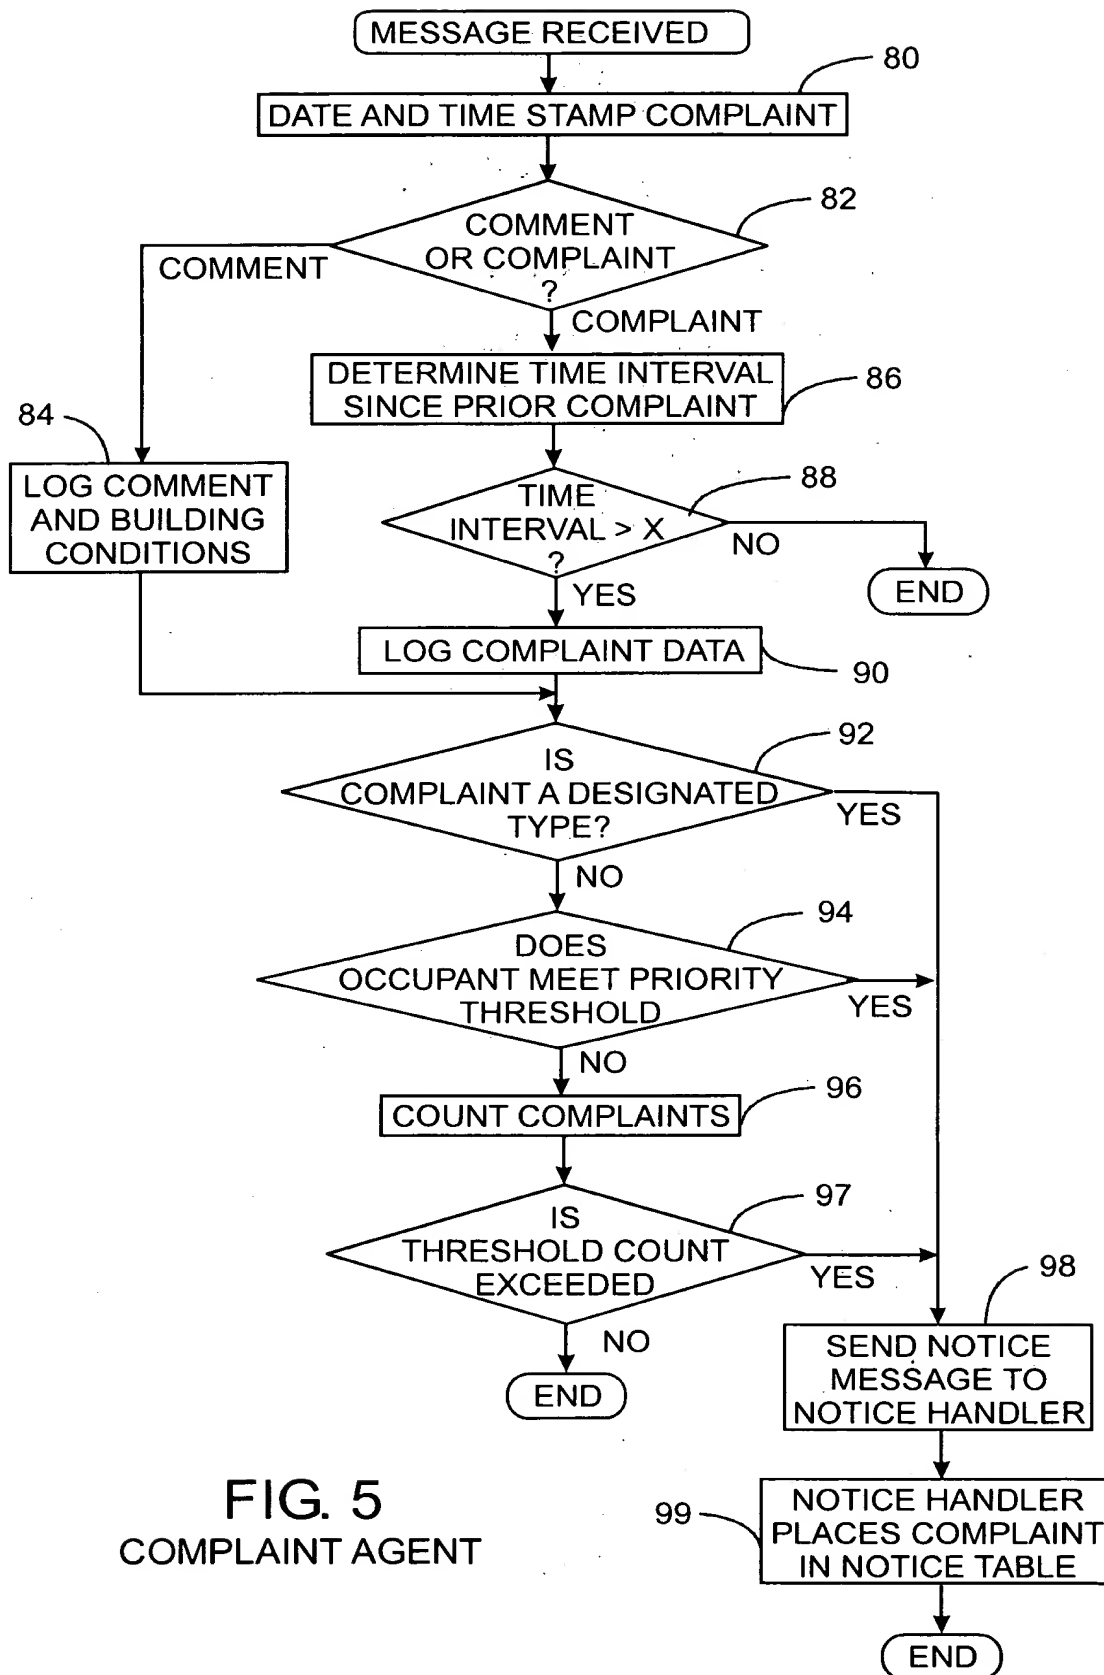 MESSAGE RECEIVED
80
DATE AND TIME STAMP COMPLAINT
82
COMMENT
OR COMPLAINT
?
COMMENT
COMPLAINT
DETERMINE TIME INTERVAL
SINCE PRIOR COMPLAINT
86
84
LOG COMMENT
AND BUILDING
CONDITIONS
88
TIME
INTERVAL > X
?
NO
END
YES
LOG COMPLAINT DATA
90
92
IS
COMPLAINT A DESIGNATED
TYPE?
YES
NO
94
DOES
OCCUPANT MEET PRIORITY
THRESHOLD
YES
NO
96
COUNT COMPLAINTS
97
IS
THRESHOLD COUNT
EXCEEDED
YES
NO
END
98
SEND NOTICE
MESSAGE TO
NOTICE HANDLER
99
NOTICE HANDLER
PLACES COMPLAINT
IN NOTICE TABLE
END
FIG. 5
COMPLAINT AGENT